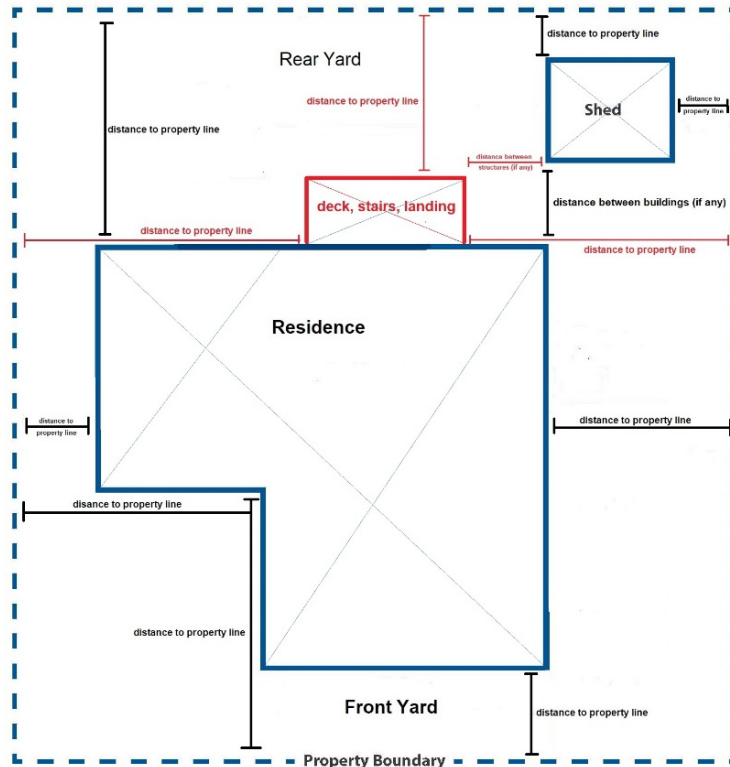 distance to property line
Rear Yard
distance to property line
distance to property line
Shed
distance to
property line
distance between
structures (if any)
deck, stairs, landing
distance between buildings (if any)
distance to property line
distance to property line
Residence
distance to
property line
distance to property line
disance to property line
distance to property line
Front Yard
distance to property line
Property Boundary